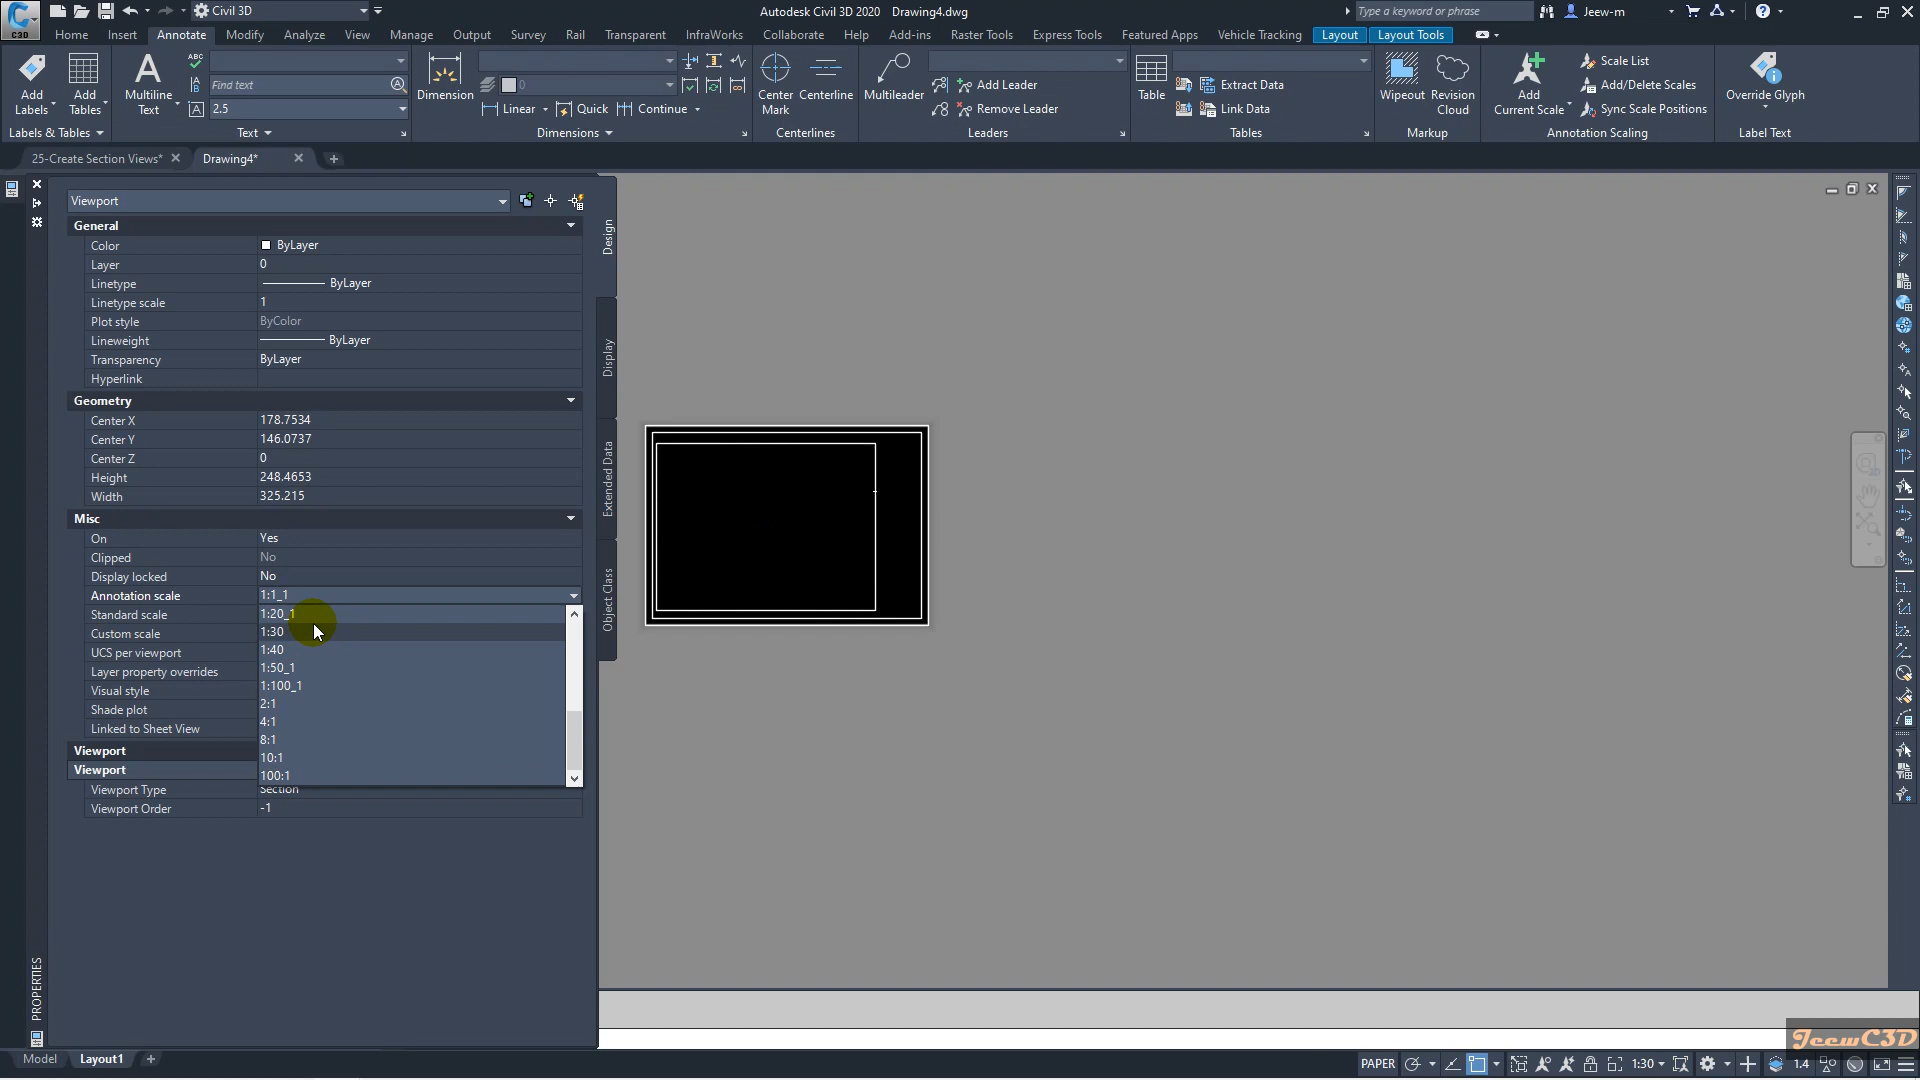 Civil 3D
Autodesk Civil 3D 2020 Drawing4.dwg
Type a keyword or phrase
Jeew-m
C3D
Home Insert Annotate Modify Analyze View Manage Output Survey Rail Transparent InfraWorks Collaborate Help Add-ins Raster Tools Express Tools Featured Apps Vehicle Tracking Layout Layout Tools
Add Labels
Add Tables
Labels & Tables
Multiline Text
ABC
Find text
2.5
Text
Dimension
0
Linear
Quick
Continue
Dimensions
Center Mark
Centerline
Centerlines
Multileader
Add Leader
Remove Leader
Leaders
Table
Extract Data
Link Data
Tables
Wipeout
Revision Cloud
Markup
Add Current Scale
Scale List
Add/Delete Scales
Sync Scale Positions
Annotation Scaling
Override Glyph
Label Text
25-Create Section Views*
Drawing4*
Viewport
General
Color ByLayer
Layer 0
Linetype ByLayer
Linetype scale 1
Plot style ByColor
Lineweight ByLayer
Transparency ByLayer
Hyperlink
Geometry
Center X 178.7534
Center Y 146.0737
Center Z 0
Height 248.4653
Width 325.215
Misc
On Yes
Clipped No
Display locked No
Annotation scale 1:1_1
Standard scale
Custom scale
UCS per viewport
Layer property overrides
Visual style
Shade plot
Linked to Sheet View
1:20_1
1:30
1:40
1:50_1
1:100_1
2:1
4:1
8:1
10:1
100:1
Viewport
Viewport
Viewport Type Section
Viewport Order -1
Design
Display
Extended Data
Object Class
PROPERTIES
JeewC3D
Model
Layout1
PAPER
1:30
1.4